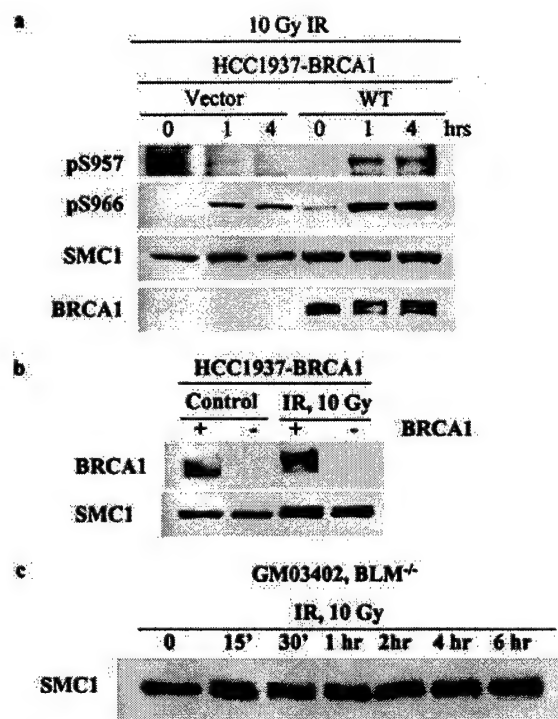 a
10 Gy IR
HCC1937-BRCA1
Vector WT
0 1 4 0 1 4 hrs
pS957
pS966
SMC1
BRCA1
b
HCC1937-BRCA1
Control IR, 10 Gy
+ - + - BRCA1
BRCA1
SMC1
c
GM03402, BLM-/-
IR, 10 Gy
0 15' 30' 1 hr 2hr 4 hr 6 hr
SMC1